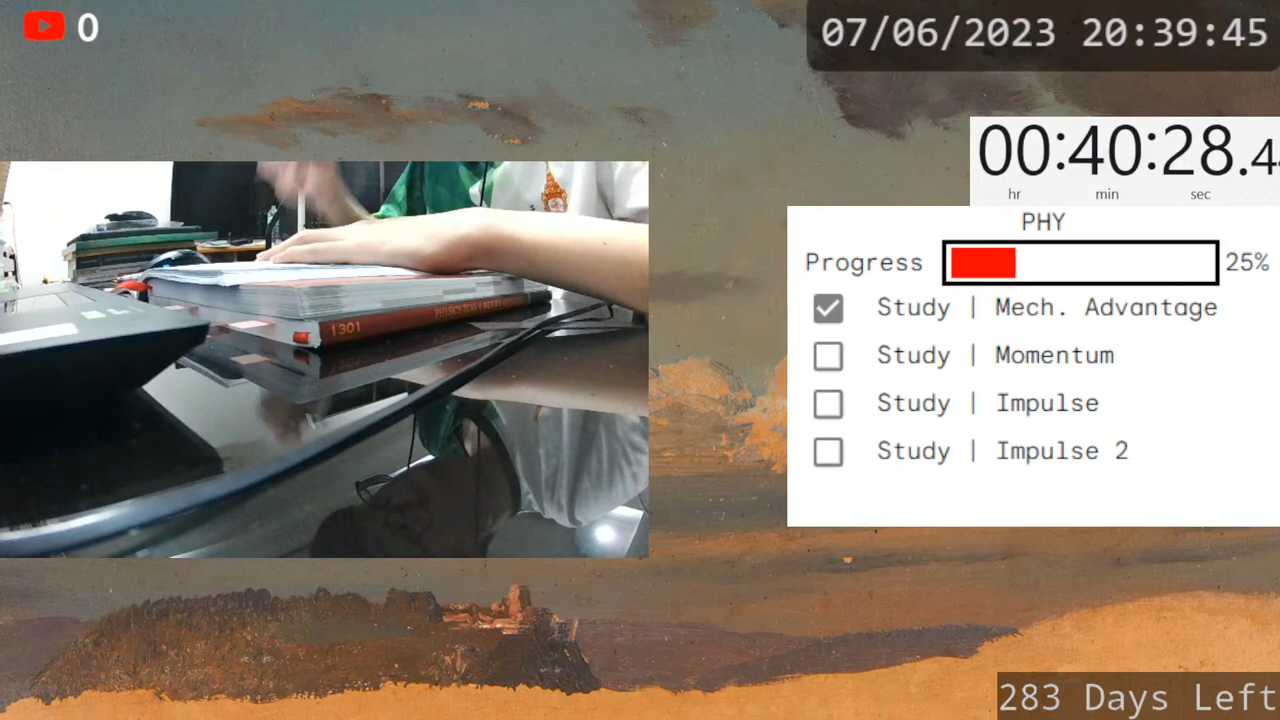 0
07/06/2023 20:39:45
00:40:28.4
hr min sec
PHY
Progress 25%
Study | Mech. Advantage
Study | Momentum
Study | Impulse
Study | Impulse 2
1301
283 Days Left